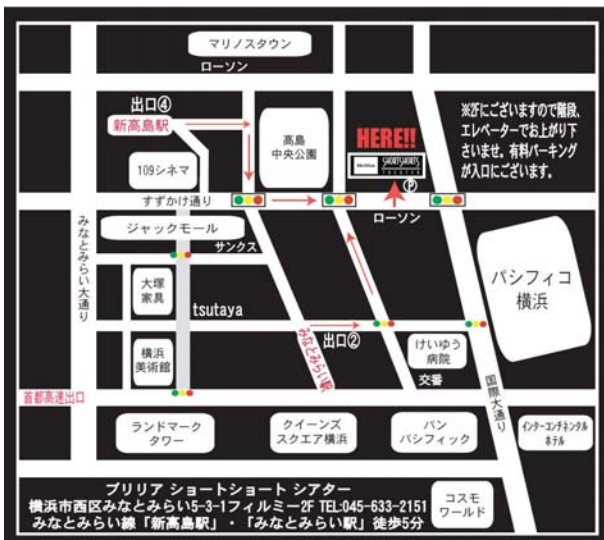 マリノスタウン
ローソン
出口④
新高島駅
高島
中央公園
HERE!!
SHORTSHORTS
THEATER
※2Fにございますので階段、
エレベーターでお上がり下
さいませ。有料パーキング
が入口にございます。
109シネマ
P
すずかけ通り
ローソン
ジャックモール
サンクス
みなとみらい大通り
大塚
家具
tsutaya
パシフィコ
横浜
みなとみらい駅
出口②
横浜
美術館
けいゆう
病院
交番
首都高速出口
国際大通り
ランドマーク
タワー
クイーンズ
スクエア横浜
パン
パシフィック
インターコンチネンタル
ホテル
ブリリア ショートショート シアター
横浜市西区みなとみらい5-3-1フィルミー2F TEL:045-633-2151
みなとみらい線「新高島駅」・「みなとみらい駅」徒歩5分
コスモ
ワールド